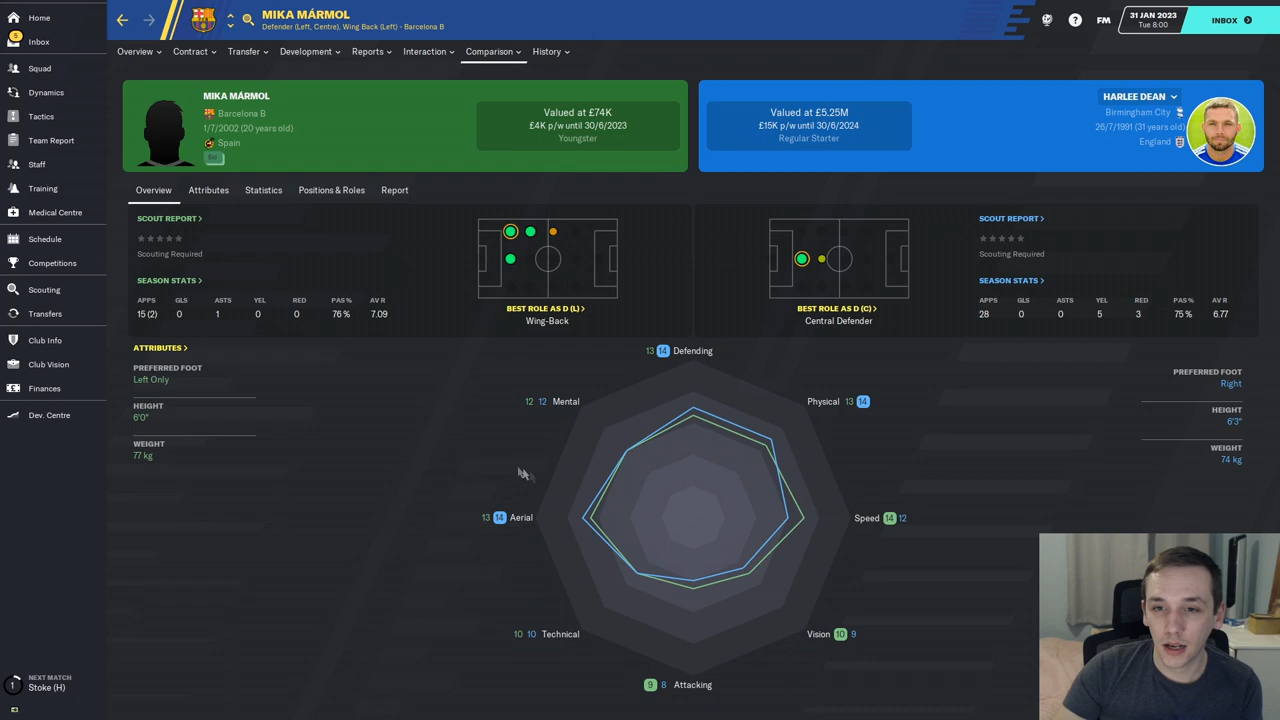 Home
5
Inbox
Squad
Dynamics
Tactics
Team Report
Staff
Training
Medical Centre
Schedule
Competitions
Scouting
Transfers
Club Info
Club Vision
Finances
Dev. Centre
1
NEXT MATCH
Stoke (H)
MIKA MÁRMOL
Defender (Left, Centre), Wing Back (Left) - Barcelona B
?
FM
31 JAN 2023
Tue 8:00
INBOX
Overview
Contract
Transfer
Development
Reports
Interaction
Comparison
History
MIKA MÁRMOL
Barcelona B
1/7/2002 (20 years old)
Spain
Bid
Valued at £74K
£4K p/w until 30/6/2023
Youngster
Valued at £5.25M
£15K p/w until 30/6/2024
Regular Starter
HARLEE DEAN
Birmingham City
26/7/1991 (31 years old)
England
Overview
Attributes
Statistics
Positions & Roles
Report
SCOUT REPORT >
Scouting Required
SEASON STATS >
APPS GLS ASTS YEL RED PAS % AV R
15 (2) 0 1 0 0 76 % 7.09
BEST ROLE AS D (L) >
Wing-Back
BEST ROLE AS D (C) >
Central Defender
SCOUT REPORT >
Scouting Required
SEASON STATS >
APPS GLS ASTS YEL RED PAS % AV R
28 0 0 5 3 75 % 6.77
ATTRIBUTES >
PREFERRED FOOT
Left Only
HEIGHT
6'0"
WEIGHT
77 kg
13 14 Defending
12 12 Mental
Physical 13 14
13 14 Aerial
Speed 14 12
10 10 Technical
Vision 10 9
9 8 Attacking
PREFERRED FOOT
Right
HEIGHT
6'3"
WEIGHT
74 kg